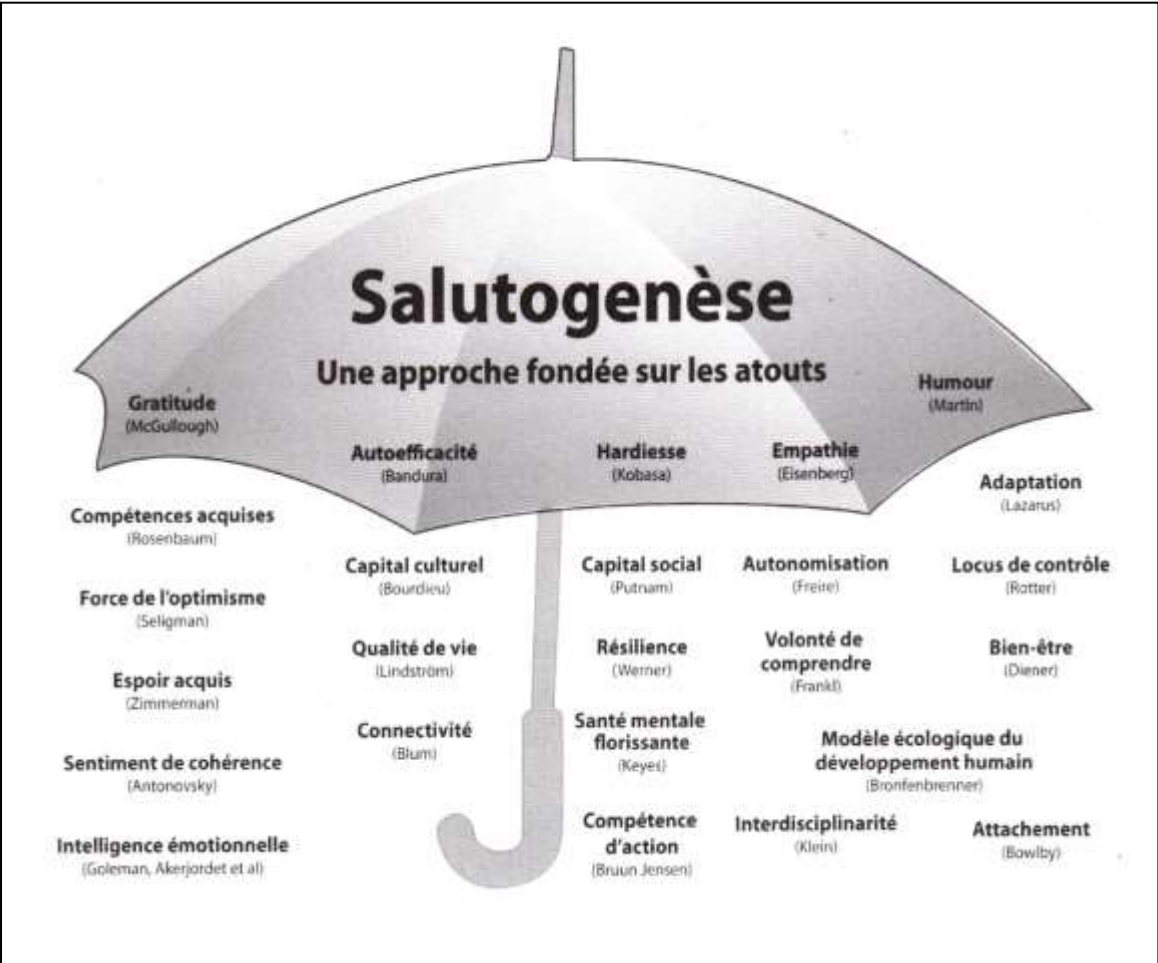 Salutogenèse
Une approche fondée sur les atouts
Gratitude
(McGullough)
Humour
(Martin)
Autoefficacité
(Bandura)
Hardiesse
(Kobasa)
Empathie
(Eisenberg)
Adaptation
(Lazarus)
Compétences acquises
(Rosenbaum)
Capital culturel
(Bourdieu)
Capital social
(Putnam)
Autonomisation
(Freire)
Locus de contrôle
(Rotter)
Force de l'optimisme
(Seligman)
Qualité de vie
(Lindström)
Résilience
(Werner)
Volonté de
comprendre
(Frankl)
Bien-être
(Diener)
Espoir acquis
(Zimmerman)
Connectivité
(Blum)
Santé mentale
florissante
(Keyes)
Modèle écologique du
développement humain
(Bronfenbrenner)
Sentiment de cohérence
(Antonovsky)
Compétence
d'action
(Bruun Jensen)
Interdisciplinarité
(Klein)
Attachement
(Bowlby)
Intelligence émotionnelle
(Goleman, Akerjordet et al)